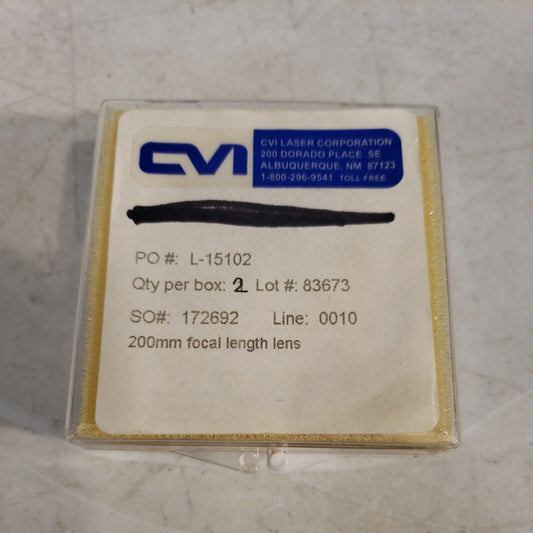 CVI
CVI LASER CORPORATION
200 DORADO PLACE SE
ALBUQUERQUE, NM 87123
1-800-296-9541 TOLL FREE
PO #: L-15102
Qty per box: 2 Lot #: 83673
SO#: 172692 Line: 0010
200mm focal length lens